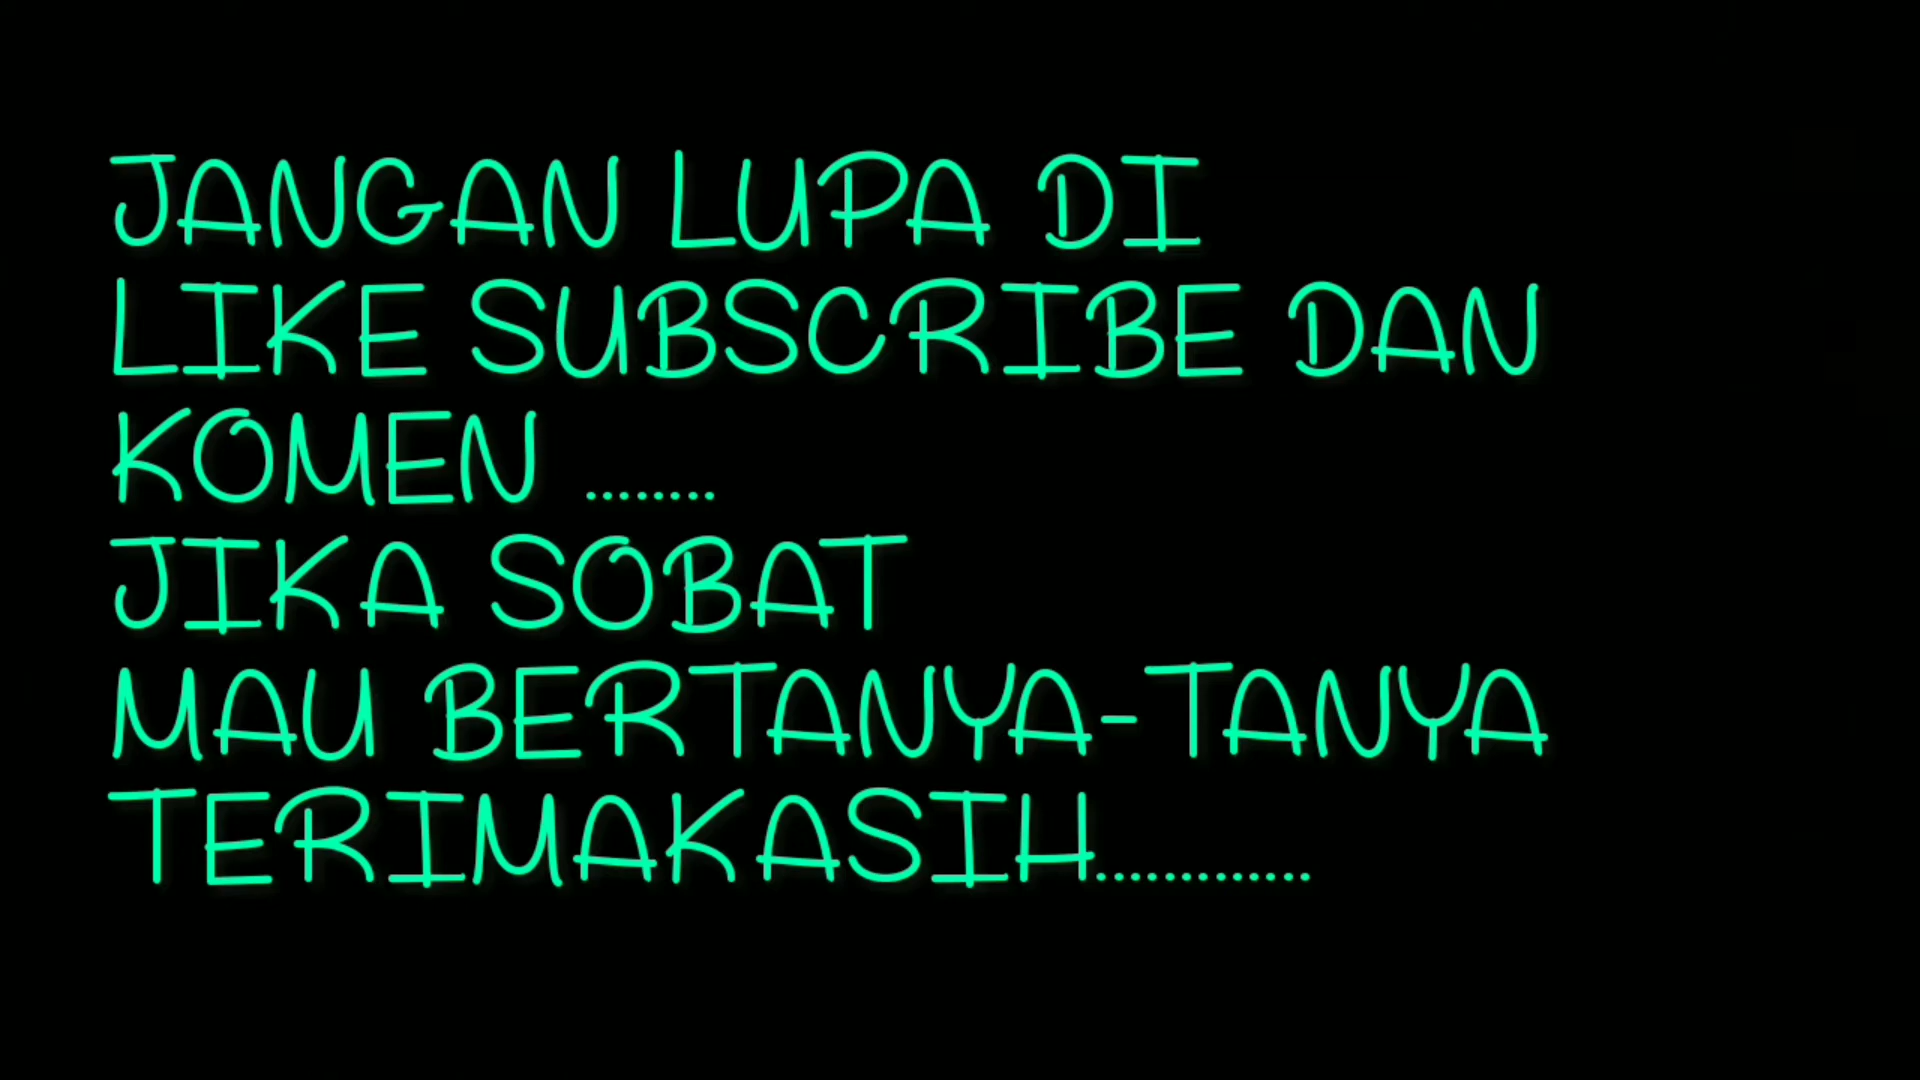 JANGAN LUPA DI
LIKE SUBSCRIBE DAN
KOMEN ........
JIKA SOBAT
MAU BERTANYA-TANYA
TERIMAKASIH.............